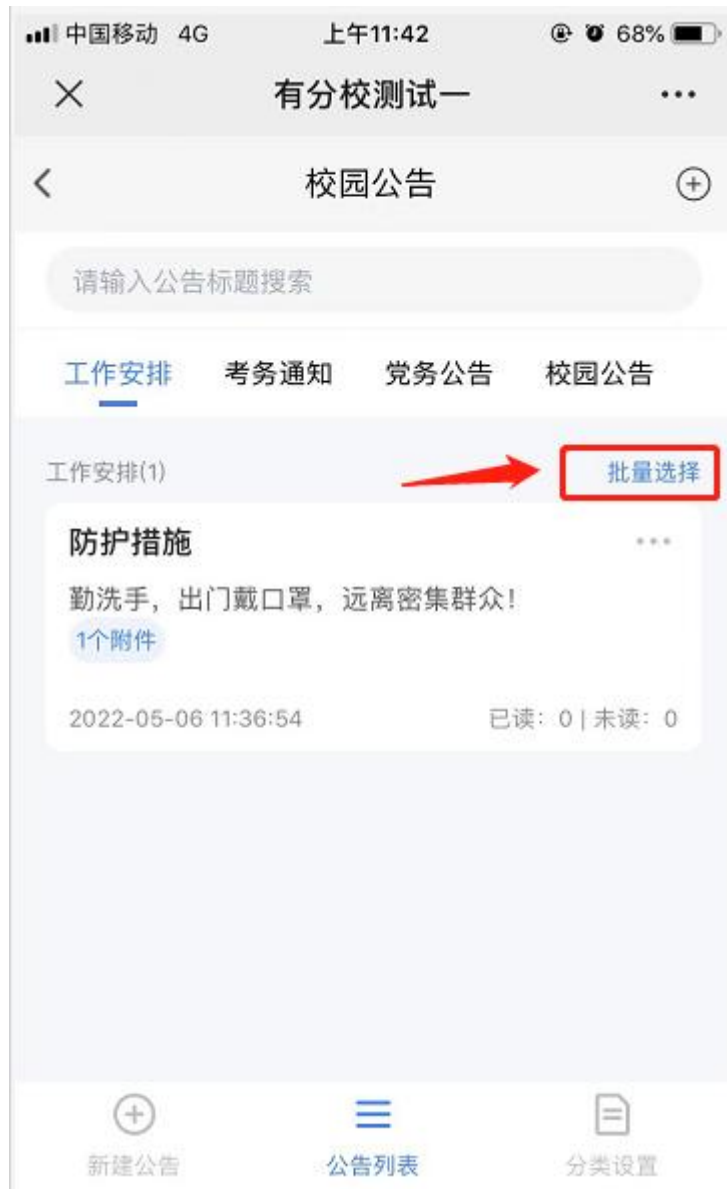 中国移动 4G 上午11:42 68%
有分校测试一
校园公告
请输入公告标题搜索
工作安排 考务通知 党务公告 校园公告
工作安排(1) 批量选择
防护措施
勤洗手，出门戴口罩，远离密集群众！
1个附件
2022-05-06 11:36:54 已读：0 | 未读：0
新建公告 公告列表 分类设置